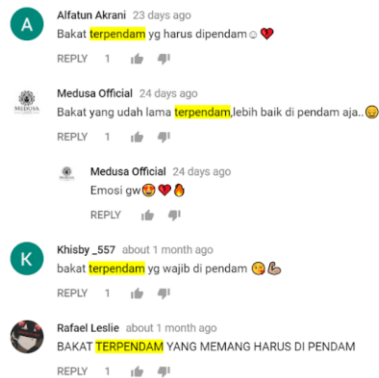 A
Alfatun Akrani 23 days ago
Bakat terpendam yg harus dipendam☺💔
REPLY 1
MEDUSA
Medusa Official 24 days ago
Bakat yang udah lama terpendam,lebih baik di pendam aja..😑
REPLY 1
Medusa Official 24 days ago
Emosi gw😍💔🔥
REPLY
K
Khisby _557 about 1 month ago
bakat terpendam yg wajib di pendam 😘💪
REPLY 1
Rafael Leslie about 1 month ago
BAKAT TERPENDAM YANG MEMANG HARUS DI PENDAM
REPLY 1